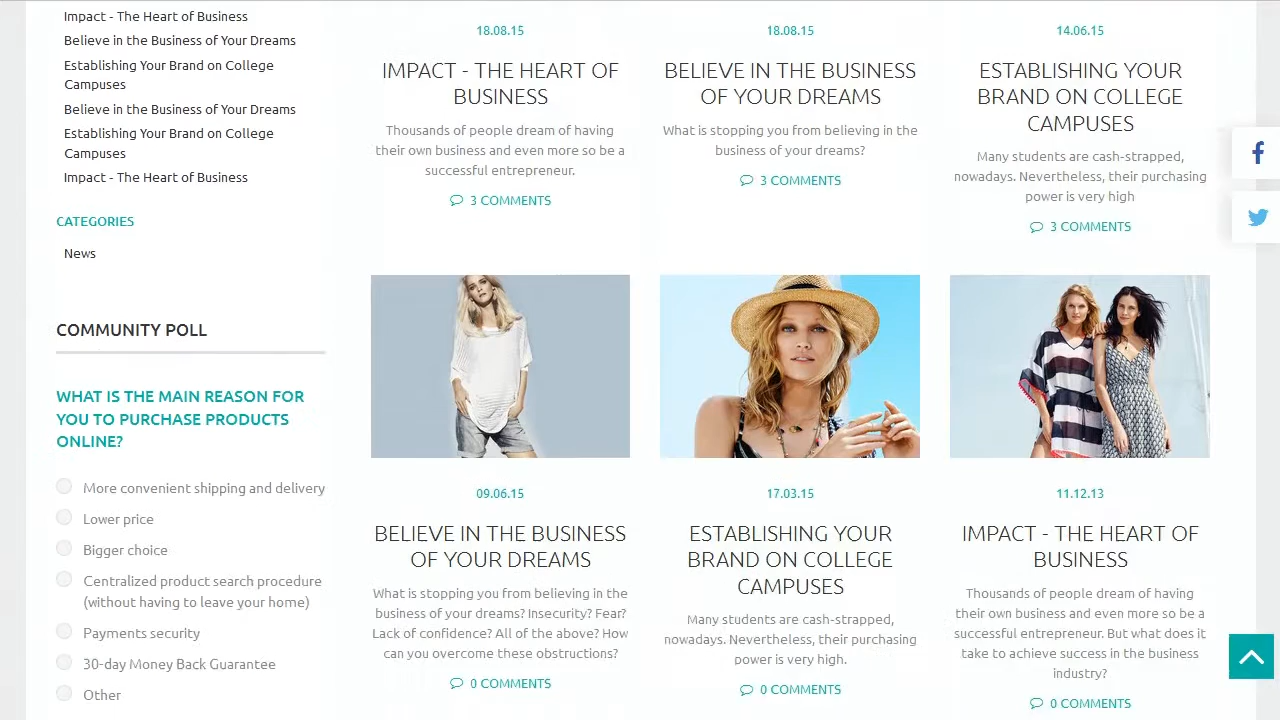 Impact - The Heart of Business
Believe in the Business of Your Dreams
Establishing Your Brand on College
Campuses
Believe in the Business of Your Dreams
Establishing Your Brand on College
Campuses
Impact - The Heart of Business
CATEGORIES
News
COMMUNITY POLL
WHAT IS THE MAIN REASON FOR
YOU TO PURCHASE PRODUCTS
ONLINE?
More convenient shipping and delivery
Lower price
Bigger choice
Centralized product search procedure
(without having to leave your home)
Payments security
30-day Money Back Guarantee
Other
18.08.15
IMPACT - THE HEART OF
BUSINESS
Thousands of people dream of having
their own business and even more so be a
successful entrepreneur.
3 COMMENTS
18.08.15
BELIEVE IN THE BUSINESS
OF YOUR DREAMS
What is stopping you from believing in the
business of your dreams?
3 COMMENTS
14.06.15
ESTABLISHING YOUR
BRAND ON COLLEGE
CAMPUSES
Many students are cash-strapped,
nowadays. Nevertheless, their purchasing
power is very high
3 COMMENTS
09.06.15
BELIEVE IN THE BUSINESS
OF YOUR DREAMS
What is stopping you from believing in the
business of your dreams? Insecurity? Fear?
Lack of confidence? All of the above? How
can you overcome these obstructions?
0 COMMENTS
17.03.15
ESTABLISHING YOUR
BRAND ON COLLEGE
CAMPUSES
Many students are cash-strapped,
nowadays. Nevertheless, their purchasing
power is very high.
0 COMMENTS
11.12.13
IMPACT - THE HEART OF
BUSINESS
Thousands of people dream of having
their own business and even more so be a
successful entrepreneur. But what does it
take to achieve success in the business
industry?
0 COMMENTS